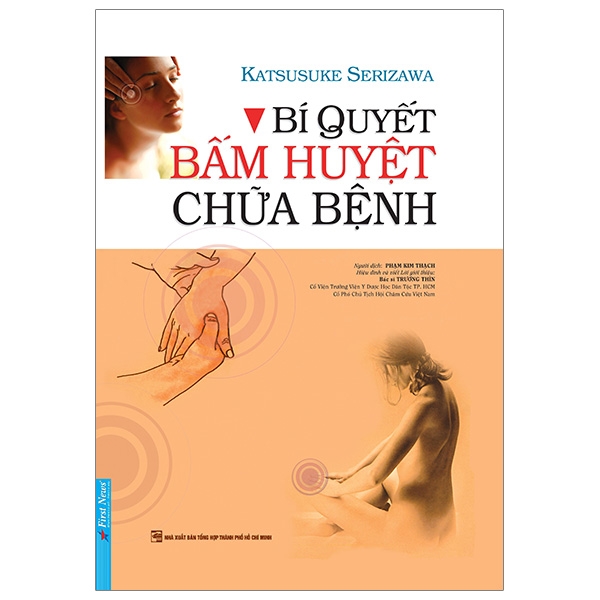 KATSUSUKE SERIZAWA
BÍ QUYẾT
BẤM HUYỆT
CHỮA BỆNH
Người dịch: PHẠM KIM THẠCH
Hiệu đính và viết Lời giới thiệu:
Bác sĩ TRƯƠNG THÌN
Cố Viện Trưởng Viện Y Dược Học Dân Tộc TP. HCM
Cố Phó Chủ Tịch Hội Châm Cứu Việt Nam
First News
NHÀ XUẤT BẢN TỔNG HỢP THÀNH PHỐ HỒ CHÍ MINH